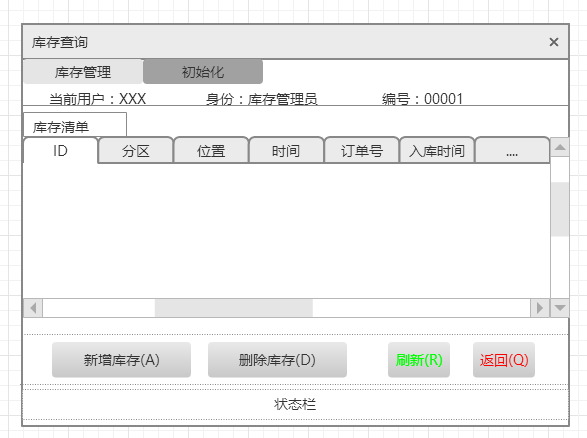 库存查询 ×
库存管理 初始化
当前用户：XXX 身份：库存管理员 编号：00001
库存清单
ID 分区 位置 时间 订单号 入库时间 ....
新增库存(A) 删除库存(D) 刷新(R) 返回(Q)
状态栏